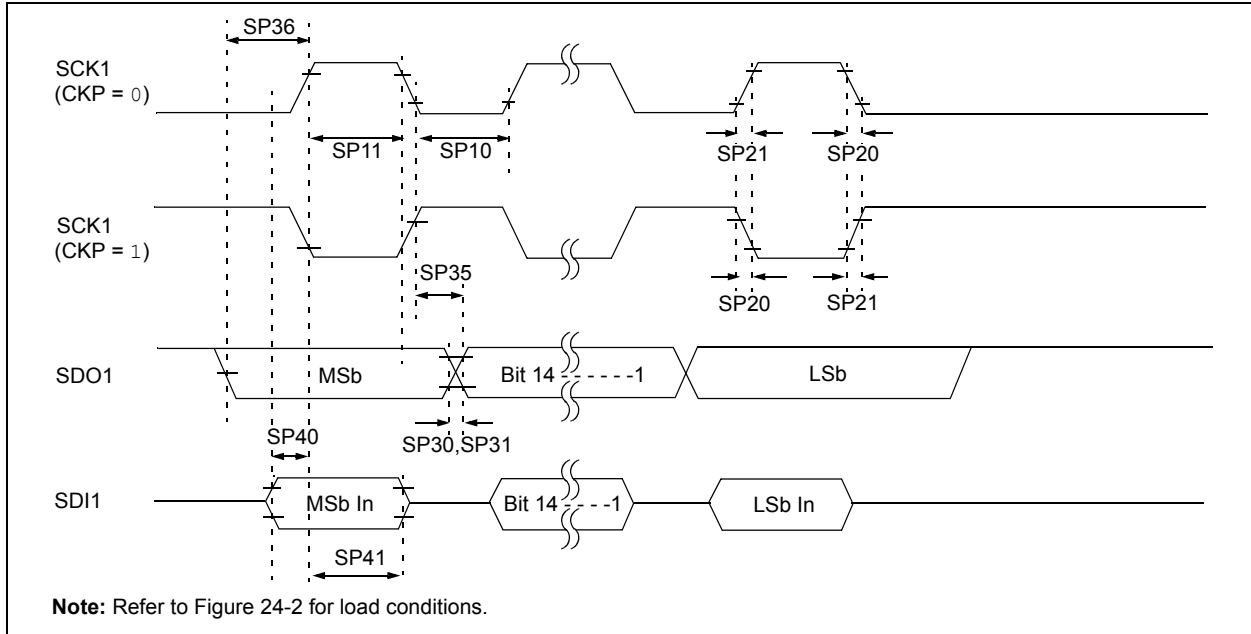 SP36
SCK1
(CKP = 0)
SP11
SP10
SP21
SP20
SCK1
(CKP = 1)
SP35
SP20
SP21
SDO1
MSb
Bit 14 - - - - - -1
LSb
SP40
SP30,SP31
SDI1
MSb In
Bit 14 - - - - -1
LSb In
SP41
Note: Refer to Figure 24-2 for load conditions.